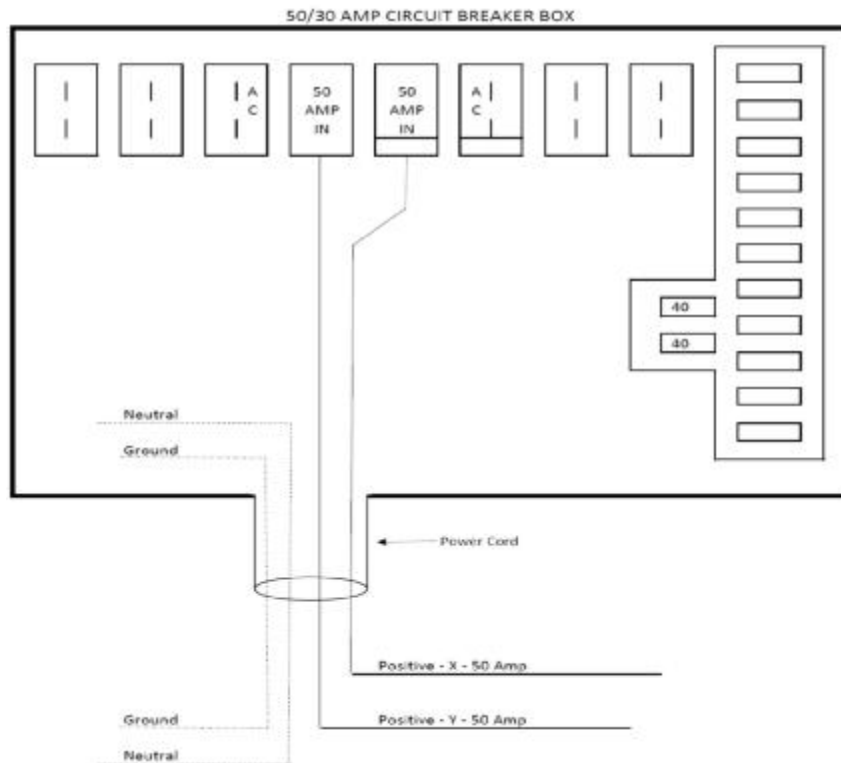 50/30 AMP CIRCUIT BREAKER BOX
A
C
50
AMP
IN
50
AMP
IN
A
C
40
40
Neutral
Ground
Power Cord
Positive - X - 50 Amp
Ground
Positive - Y - 50 Amp
Neutral